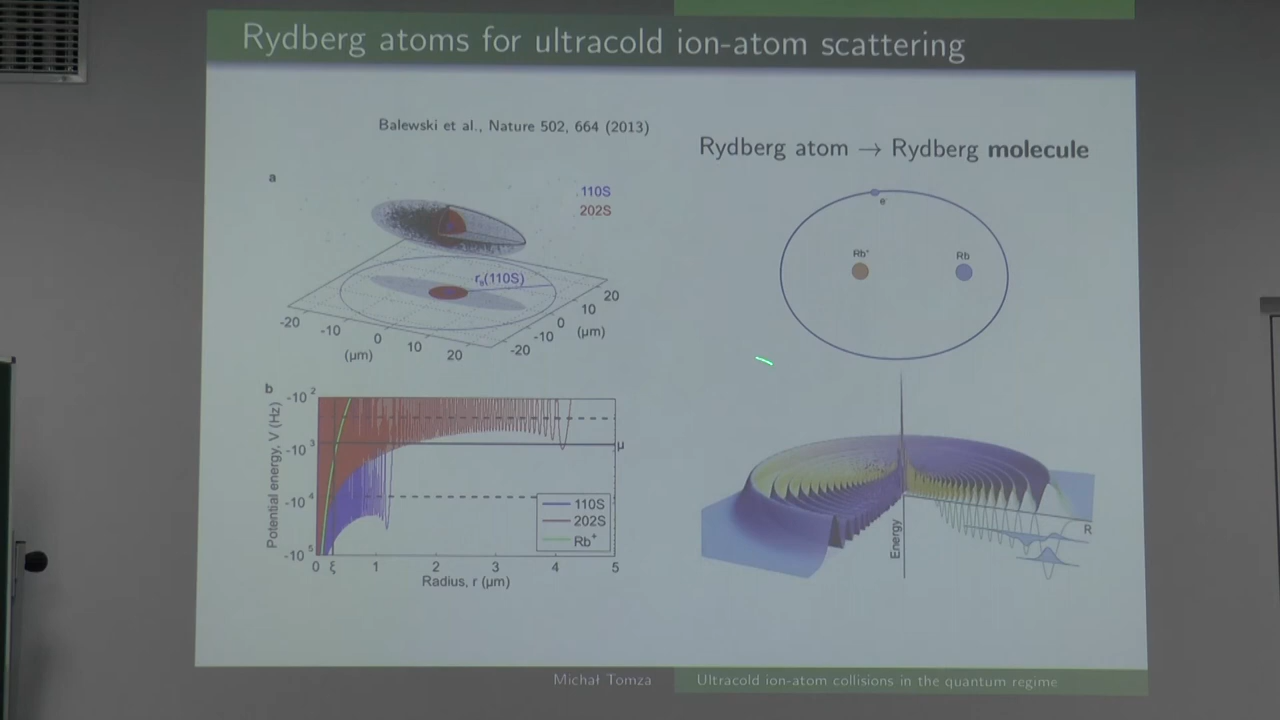 Rydberg atoms for ultracold ion-atom scattering
Balewski et al., Nature 502, 664 (2013)
Rydberg atom → Rydberg molecule
a
110S
202S
r_B(110S)
-20
-10
0
10
20
(μm)
-20
-10
0
10
20
(μm)
e⁻
Rb⁺
Rb
b
Potential energy, V (Hz)
-10²
-10³
-10⁴
-10⁵
μ
110S
202S
Rb⁺
0 ξ 1 2 3 4 5
Radius, r (μm)
Energy
R
Michał Tomza
Ultracold ion-atom collisions in the quantum regime